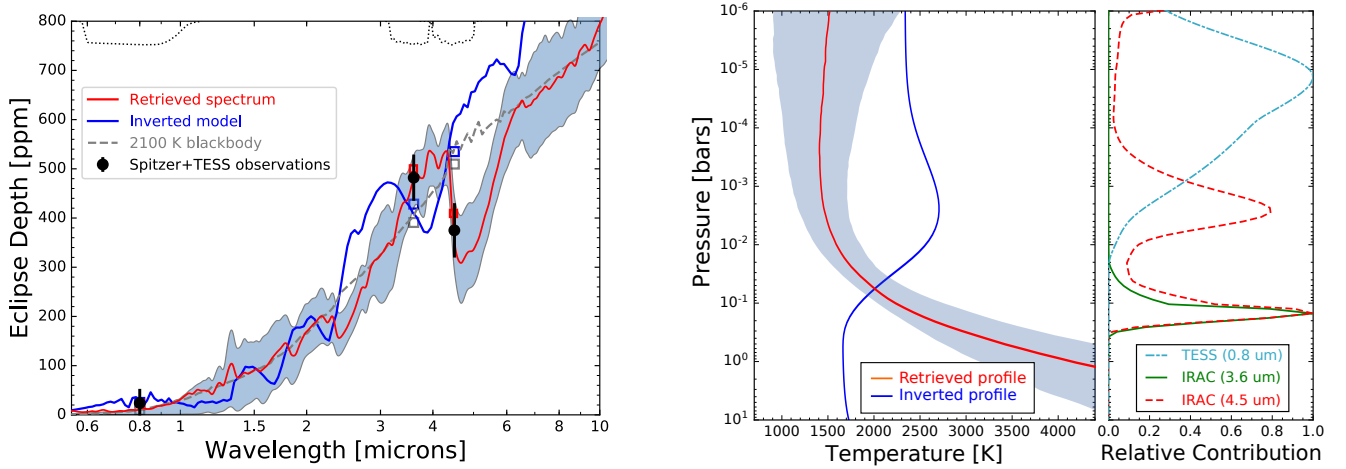 800
700
600
500
400
300
200
100
0
Eclipse Depth [ppm]
Retrieved spectrum
Inverted model
2100 K blackbody
Spitzer+TESS observations
0.6 0.8 1 1.5 2 3 4 5 6 8 10
Wavelength [microns]
10-6
10-5
10-4
10-3
10-2
10-1
100
101
Pressure [bars]
Retrieved profile
Inverted profile
1000 1500 2000 2500 3000 3500 4000
Temperature [K]
TESS (0.8 um)
IRAC (3.6 um)
IRAC (4.5 um)
0.0 0.2 0.4 0.6 0.8 1.0
Relative Contribution